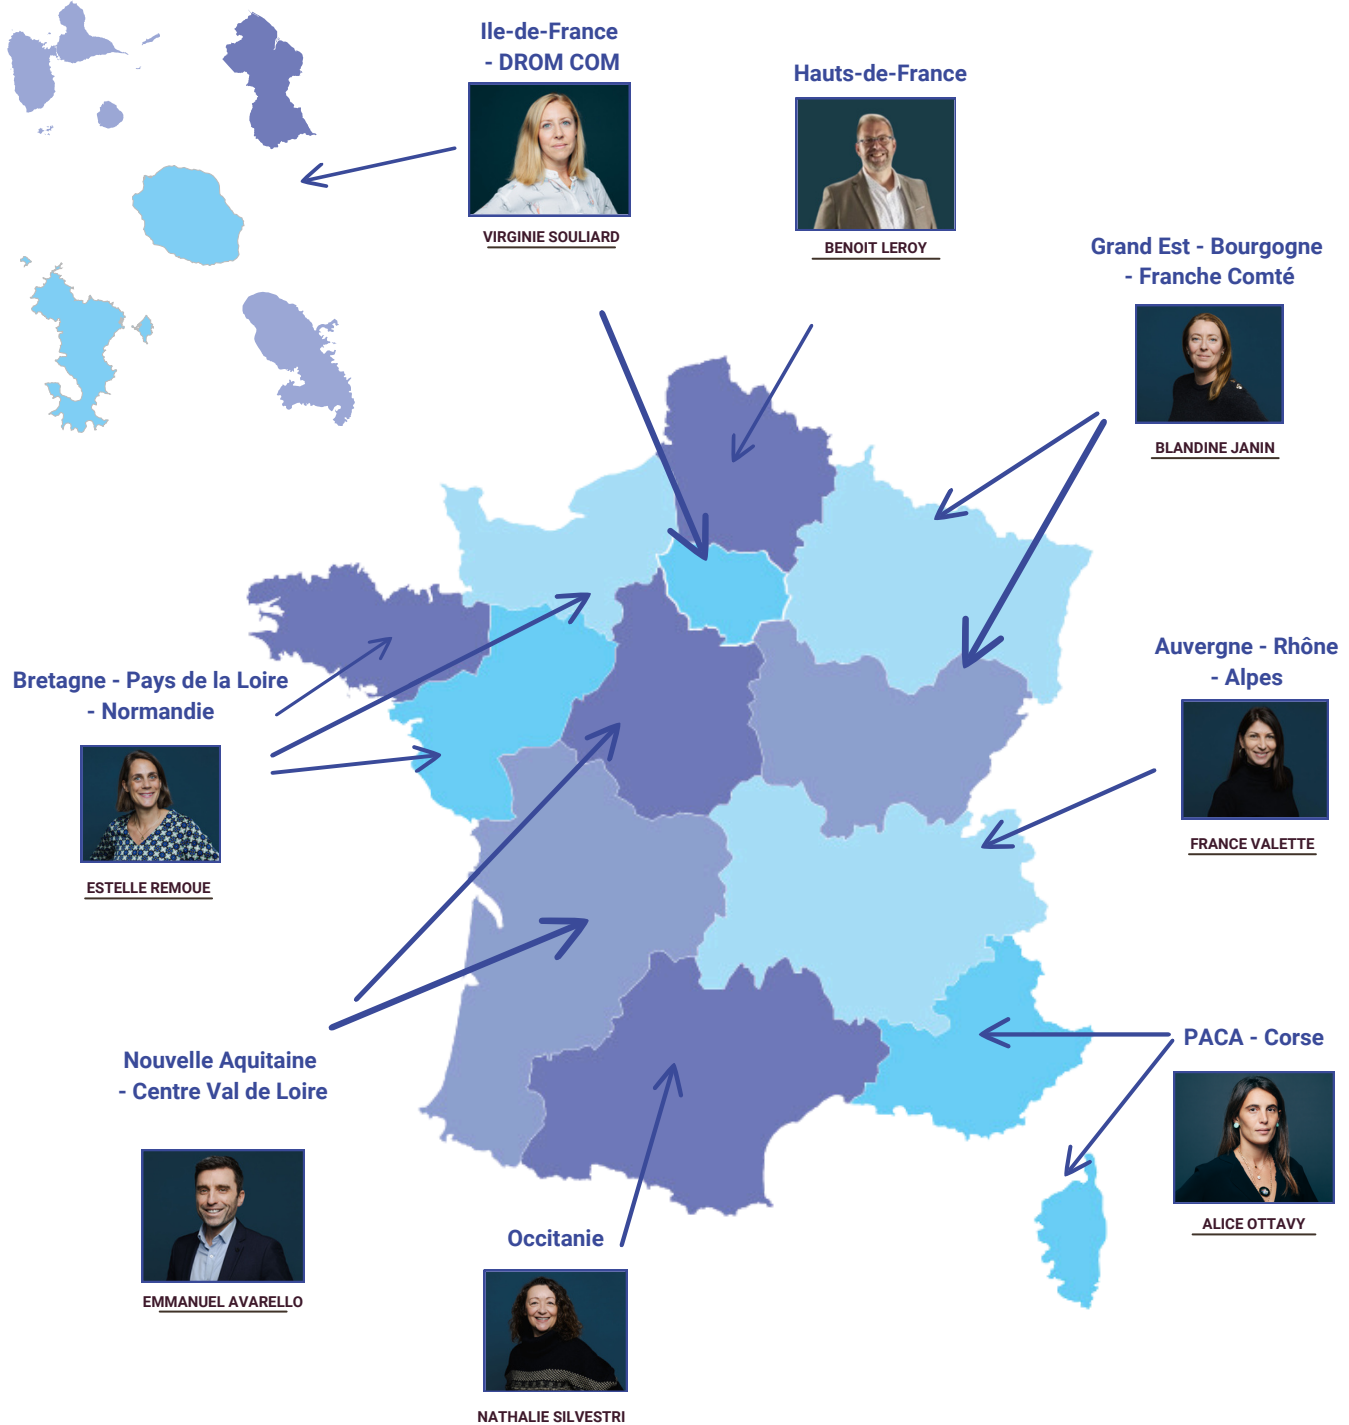 Ile-de-France
- DROM COM
VIRGINIE SOULIARD
Hauts-de-France
BENOIT LEROY
Grand Est - Bourgogne
- Franche Comté
BLANDINE JANIN
Bretagne - Pays de la Loire
- Normandie
ESTELLE REMOUE
Auvergne - Rhône
- Alpes
FRANCE VALETTE
Nouvelle Aquitaine
- Centre Val de Loire
EMMANUEL AVARELLO
PACA - Corse
ALICE OTTAVY
Occitanie
NATHALIE SILVESTRI